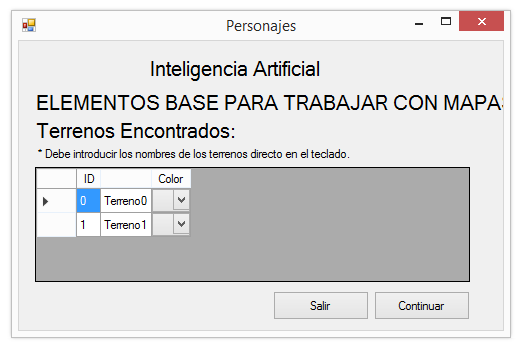 Personajes
Inteligencia Artificial
ELEMENTOS BASE PARA TRABAJAR CON MAPAS
Terrenos Encontrados:
* Debe introducir los nombres de los terrenos directo en el teclado.
ID Color
0 Terreno0
1 Terreno1
Salir Continuar